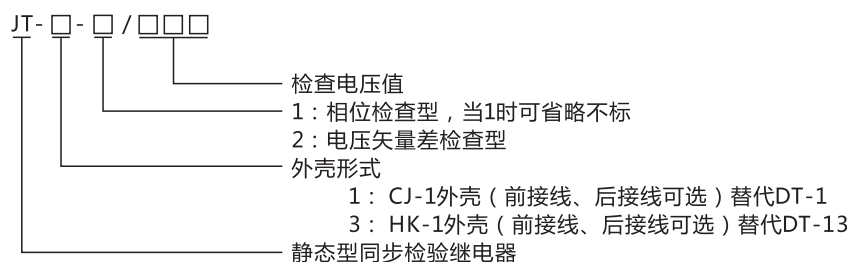 JT-□-□/□□□
检查电压值
1：相位检查型，当1时可省略不标
2：电压矢量差检查型
外壳形式
1： CJ-1外壳（前接线、后接线可选）替代DT-1
3： HK-1外壳（前接线、后接线可选）替代DT-13
静态型同步检验继电器